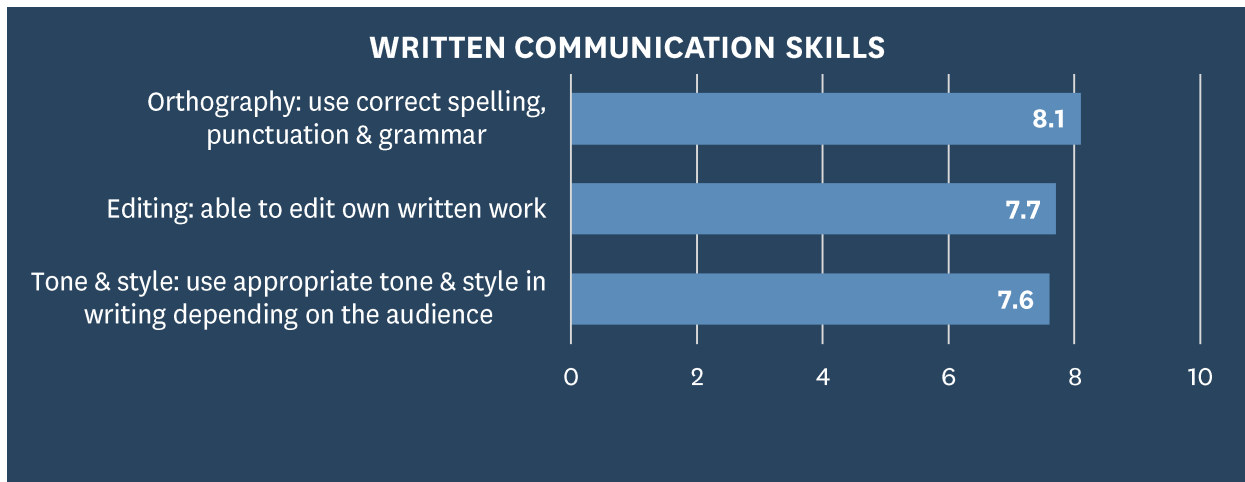 WRITTEN COMMUNICATION SKILLS
Orthography: use correct spelling,
punctuation & grammar
8.1
Editing: able to edit own written work
7.7
Tone & style: use appropriate tone & style in
writing depending on the audience
7.6
0 2 4 6 8 10